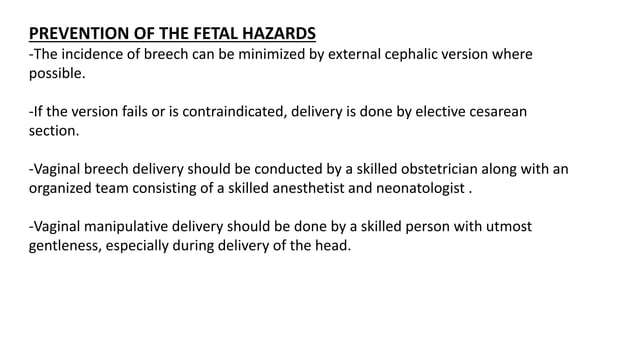 PREVENTION OF THE FETAL HAZARDS
-The incidence of breech can be minimized by external cephalic version where
possible.
-If the version fails or is contraindicated, delivery is done by elective cesarean
section.
-Vaginal breech delivery should be conducted by a skilled obstetrician along with an
organized team consisting of a skilled anesthetist and neonatologist .
-Vaginal manipulative delivery should be done by a skilled person with utmost
gentleness, especially during delivery of the head.